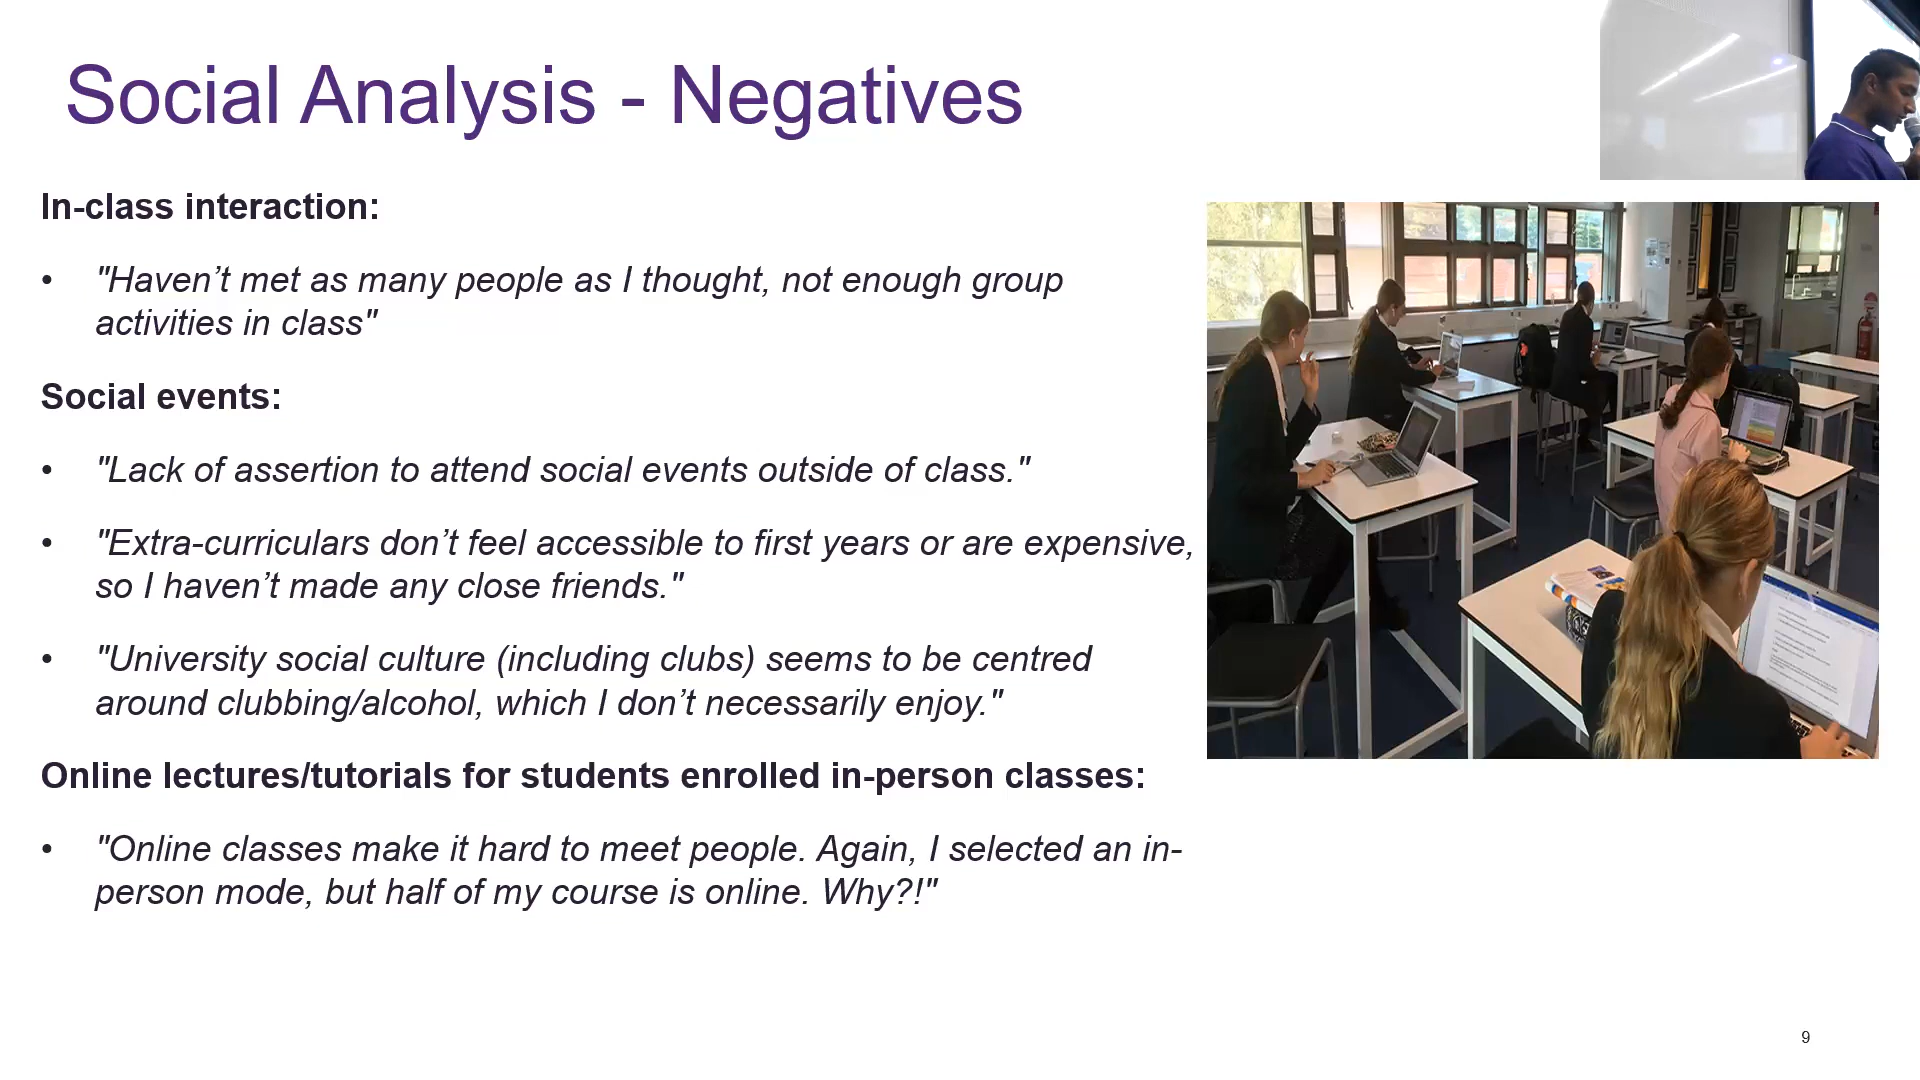 Social Analysis - Negatives
In-class interaction:
• "Haven’t met as many people as I thought, not enough group
activities in class"
Social events:
• "Lack of assertion to attend social events outside of class."
• "Extra-curriculars don’t feel accessible to first years or are expensive,
so I haven’t made any close friends."
• "University social culture (including clubs) seems to be centred
around clubbing/alcohol, which I don’t necessarily enjoy."
Online lectures/tutorials for students enrolled in-person classes:
• "Online classes make it hard to meet people. Again, I selected an in-
person mode, but half of my course is online. Why?!"
9